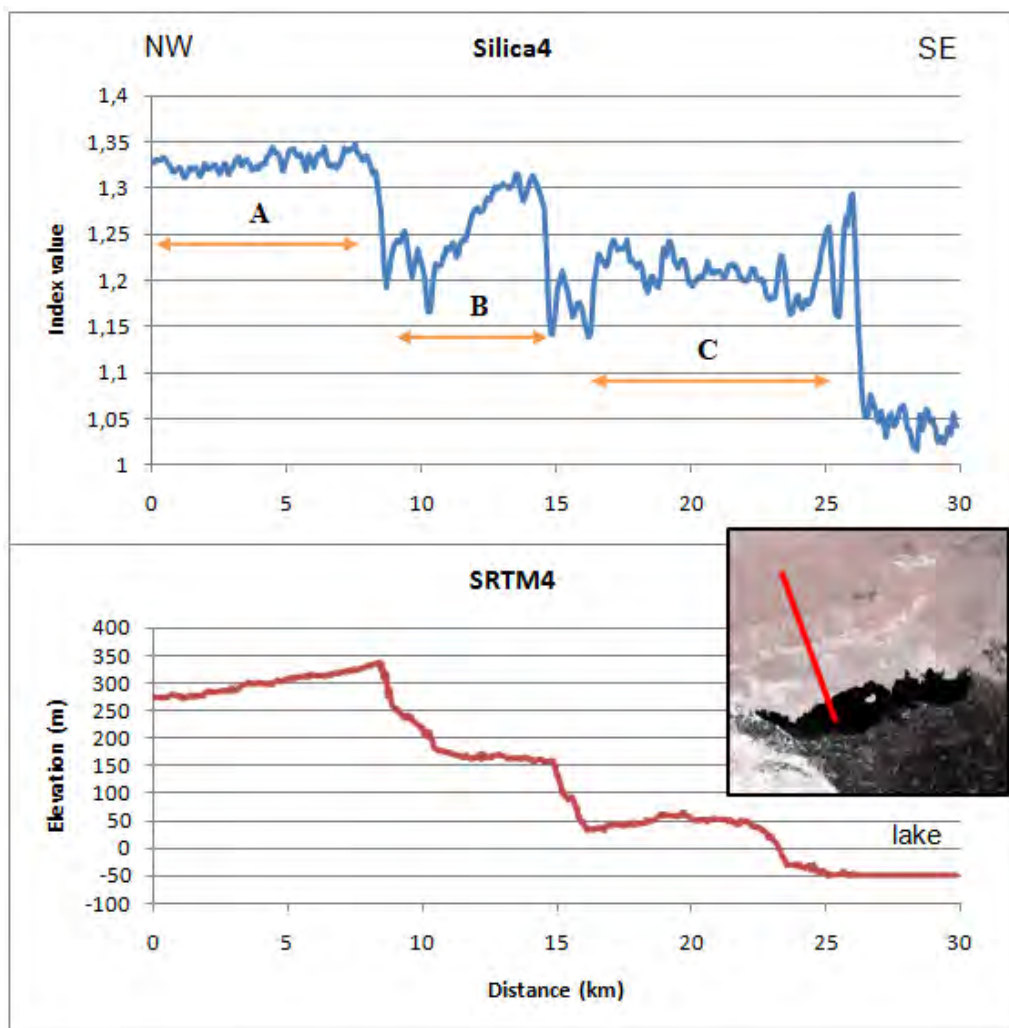 NW Silica4 SE
Index value
1,4
1,35
1,3
1,25
1,2
1,15
1,1
1,05
1
A
B
C
0 5 10 15 20 25 30
SRTM4
Elevation (m)
400
350
300
250
200
150
100
50
0
-50
-100
lake
0 5 10 15 20 25 30
Distance (km)